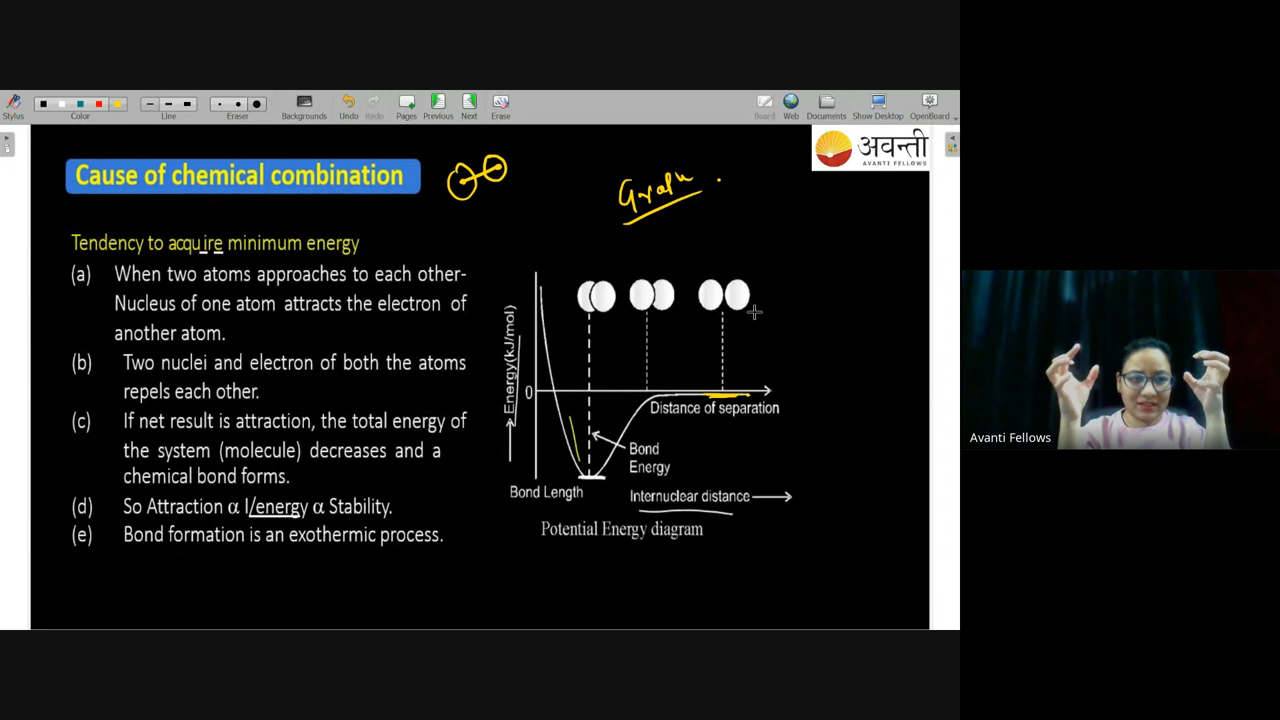 Stylus
Color
Line
Eraser
Backgrounds
Undo
Redo
Pages
Previous
Next
Erase
Board
Web
Documents
Show Desktop
OpenBoard
अवन्ती
AVANTI FELLOWS
Cause of chemical combination
Graph
Tendency to acquire minimum energy
(a) When two atoms approaches to each other-
Nucleus of one atom attracts the electron of
another atom.
(b) Two nuclei and electron of both the atoms
repels each other.
(c) If net result is attraction, the total energy of
the system (molecule) decreases and a
chemical bond forms.
(d) So Attraction α I/energy α Stability.
(e) Bond formation is an exothermic process.
Energy(kJ/mol)
0
Distance of separation
Bond
Energy
Bond Length
Internuclear distance
Potential Energy diagram
Avanti Fellows